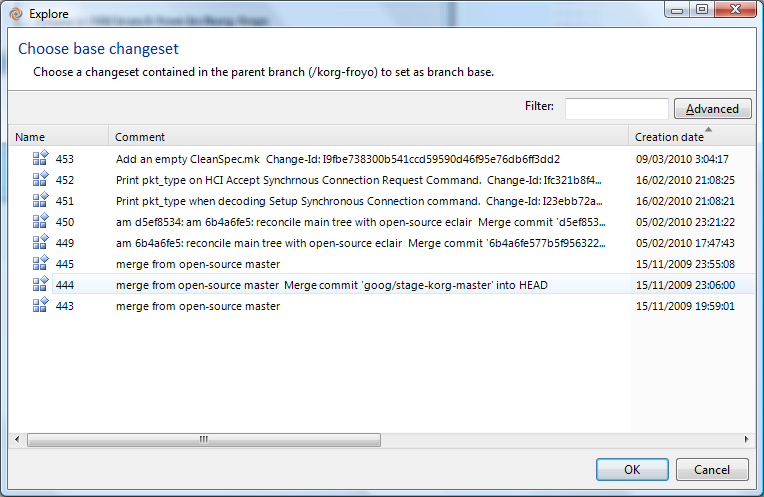 Explore
Choose base changeset
Choose a changeset contained in the parent branch (/korg-froyo) to set as branch base.
Filter: Advanced
Name Comment Creation date
453 Add an empty CleanSpec.mk Change-Id: I9fbe738300b541ccd59590d46f95e76db6ff3dd2 09/03/2010 3:04:17
452 Print pkt_type on HCI Accept Synchrnous Connection Request Command. Change-Id: Ifc321b8f4... 16/02/2010 21:08:25
451 Print pkt_type when decoding Setup Synchronous Connection command. Change-Id: I23ebb72a... 16/02/2010 21:08:21
450 am d5ef8534: am 6b4a6fe5: reconcile main tree with open-source eclair Merge commit 'd5ef853... 05/02/2010 23:21:22
449 am 6b4a6fe5: reconcile main tree with open-source eclair Merge commit '6b4a6fe577b5f956322... 05/02/2010 17:47:43
445 merge from open-source master 15/11/2009 23:55:08
444 merge from open-source master Merge commit 'goog/stage-korg-master' into HEAD 15/11/2009 23:06:00
443 merge from open-source master 15/11/2009 19:59:01
OK Cancel